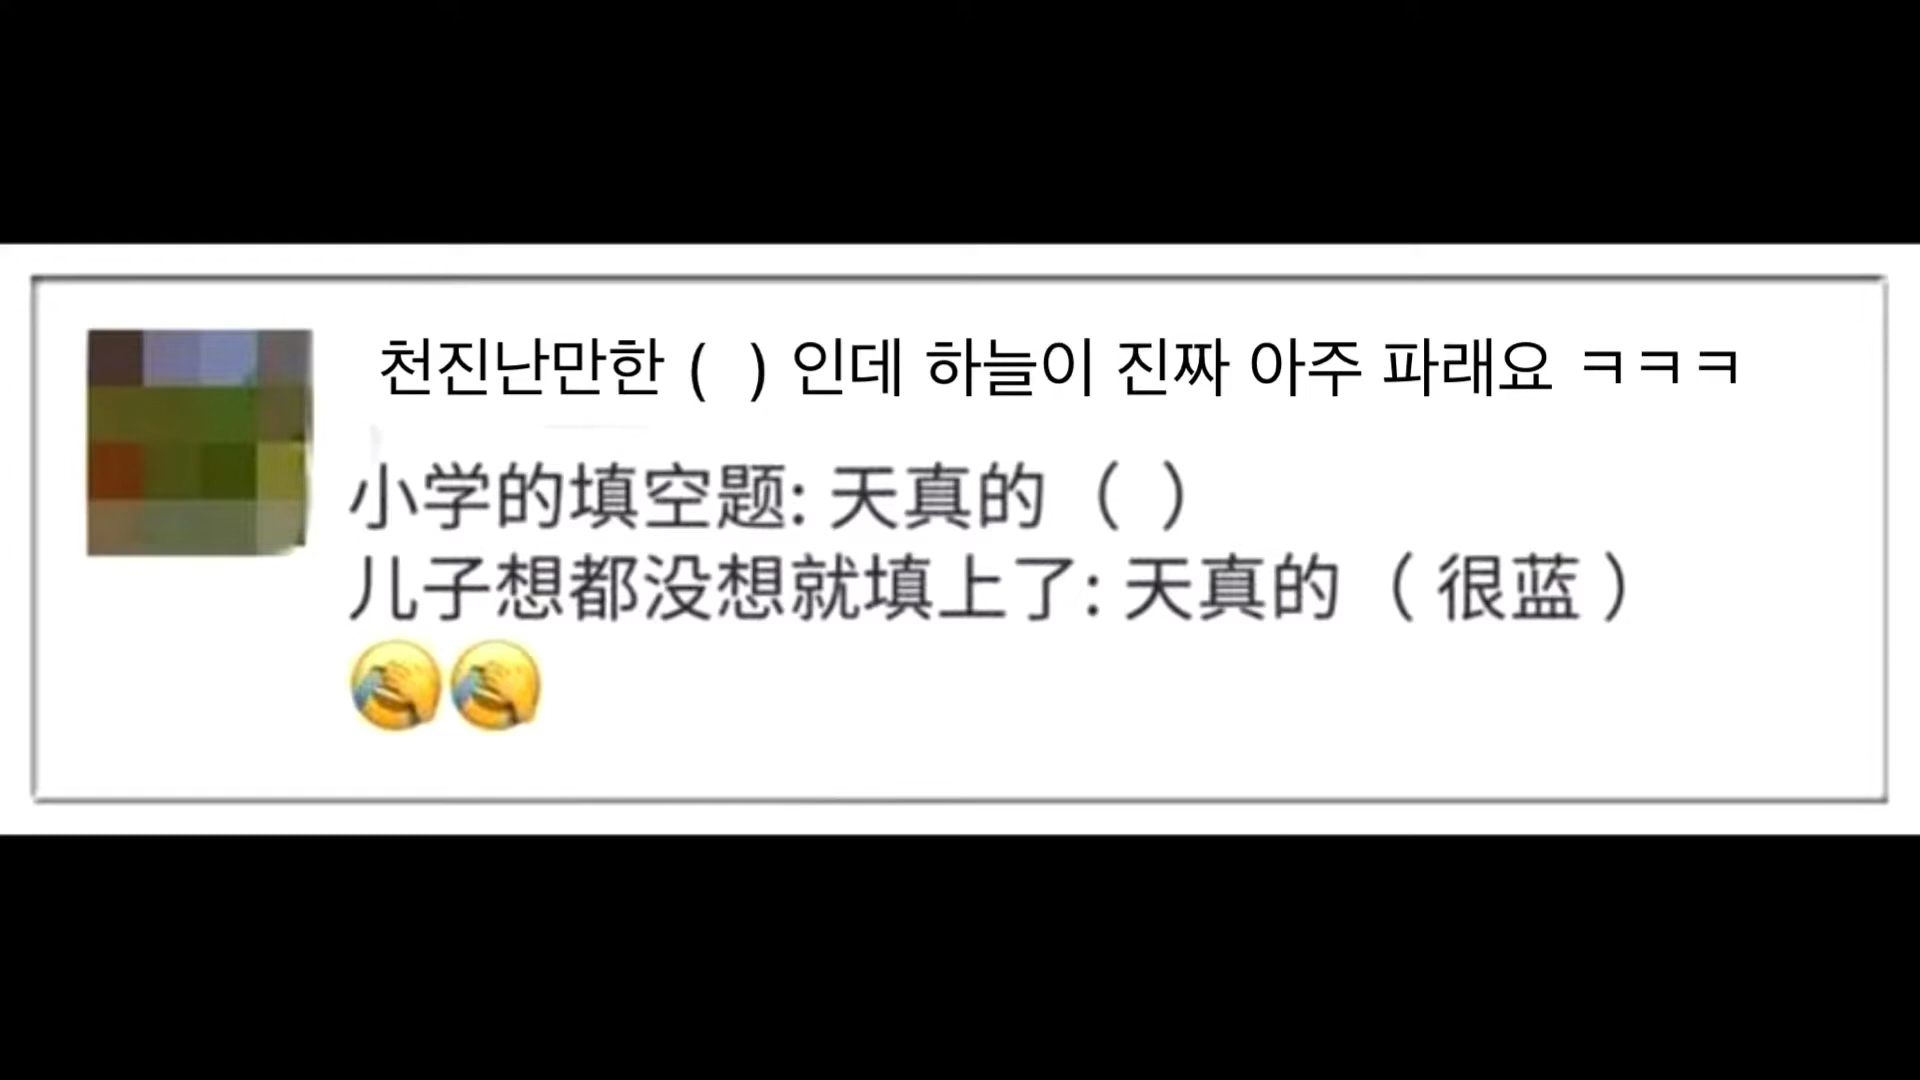 천진난만한 (  ) 인데 하늘이 진짜 아주 파래요 ㅋㅋㅋ
小学的填空题: 天真的（ ）
儿子想都没想就填上了: 天真的（ 很蓝 ）